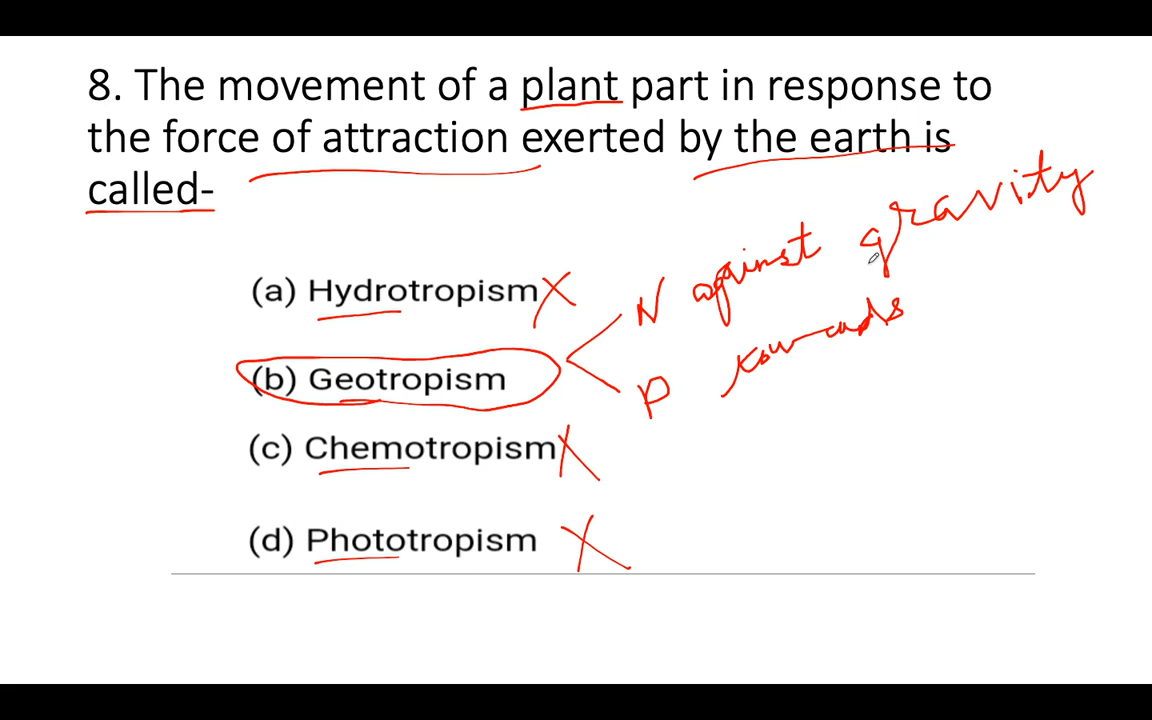 8. The movement of a plant part in response to
the force of attraction exerted by the earth is
called-
(a) Hydrotropism X
N against gravity
(b) Geotropism
P towards
(c) Chemotropism X
(d) Phototropism X